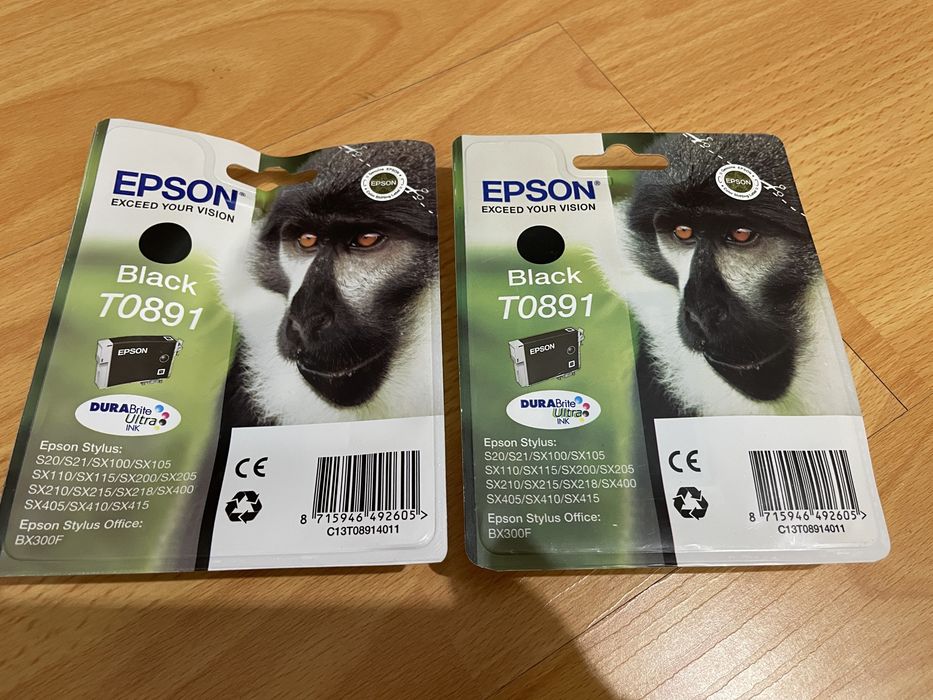 EPSON®
EXCEED YOUR VISION
EPSON
Black
T0891
EPSON
DURABrite
Ultra
INK
Epson Stylus:
S20/S21/SX100/SX105
SX110/SX115/SX200/SX205
SX210/SX215/SX218/SX400
SX405/SX410/SX415
Epson Stylus Office:
BX300F
CE
8 715946 492605 >
C13T08914011
EPSON®
EXCEED YOUR VISION
EPSON
Black
T0891
EPSON
DURABrite
Ultra
INK
Epson Stylus:
S20/S21/SX100/SX105
SX110/SX115/SX200/SX205
SX210/SX215/SX218/SX400
SX405/SX410/SX415
Epson Stylus Office:
BX300F
CE
8 715946 492605 >
C13T08914011